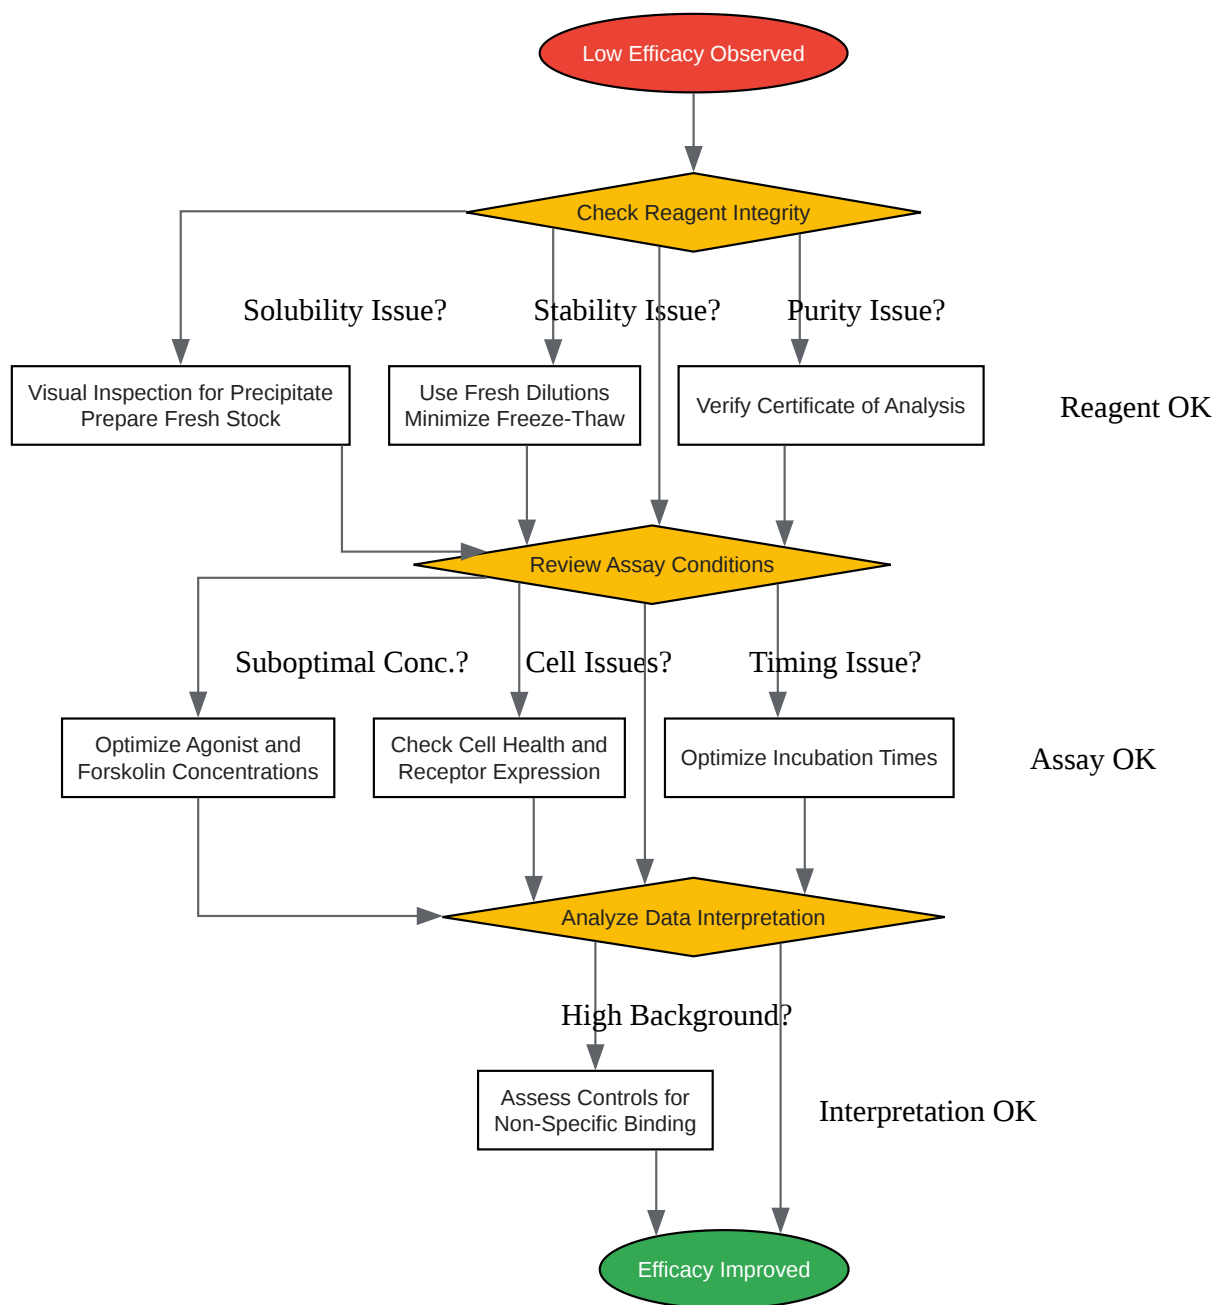 Low Efficacy Observed
Check Reagent Integrity
Solubility Issue?
Stability Issue?
Purity Issue?
Visual Inspection for Precipitate
Prepare Fresh Stock
Use Fresh Dilutions
Minimize Freeze-Thaw
Verify Certificate of Analysis
Reagent OK
Review Assay Conditions
Suboptimal Conc.?
Cell Issues?
Timing Issue?
Optimize Agonist and
Forskolin Concentrations
Check Cell Health and
Receptor Expression
Optimize Incubation Times
Assay OK
Analyze Data Interpretation
High Background?
Assess Controls for
Non-Specific Binding
Interpretation OK
Efficacy Improved